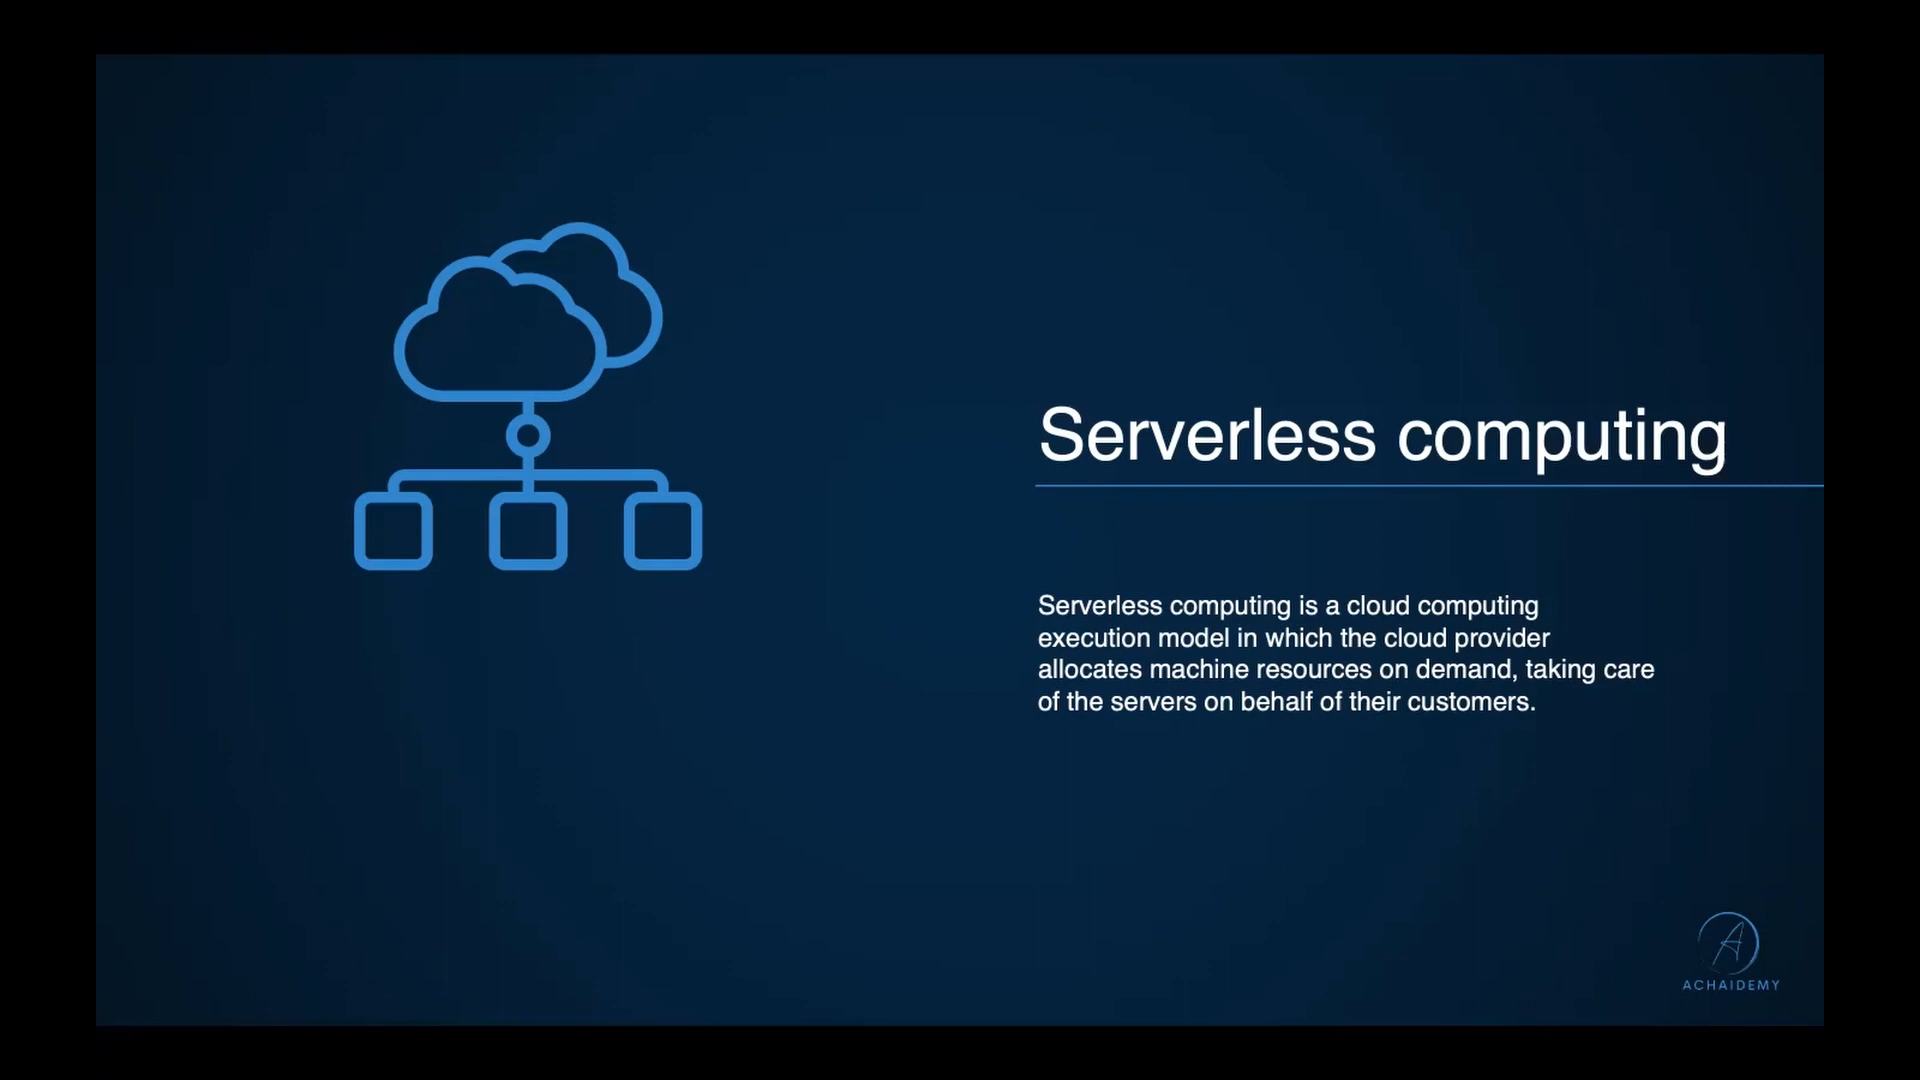 Serverless computing
Serverless computing is a cloud computing
execution model in which the cloud provider
allocates machine resources on demand, taking care
of the servers on behalf of their customers.
A
ACHAIDEMY